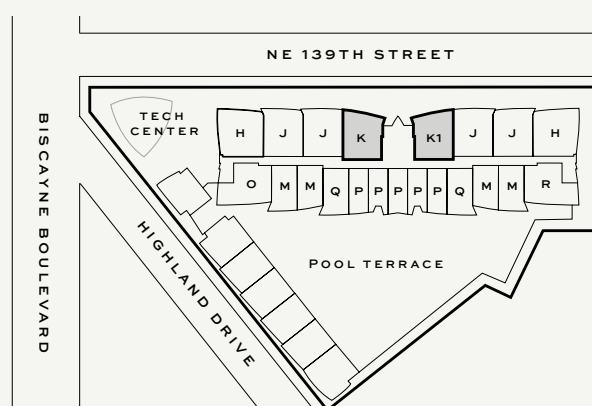 NE 139TH STREET
BISCAYNE BOULEVARD
TECH
CENTER
H J J K K1 J J H
O M M Q P P P P P Q M M R
HIGHLAND DRIVE
POOL TERRACE